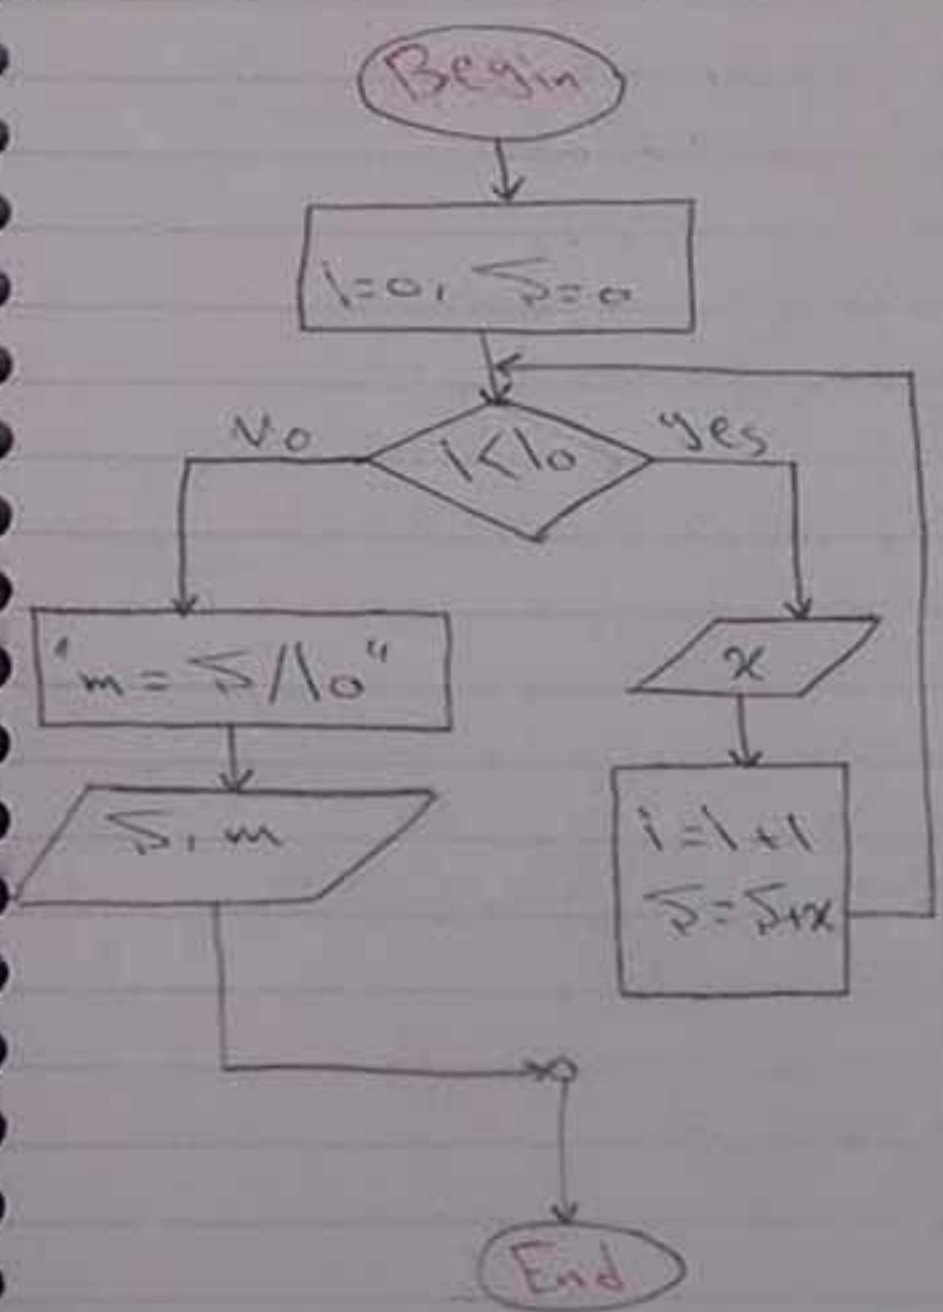 Begin
i=0, S=0
i<10
No
yes
"m = S/10"
x
S, m
i = i + 1
S = S+x
End